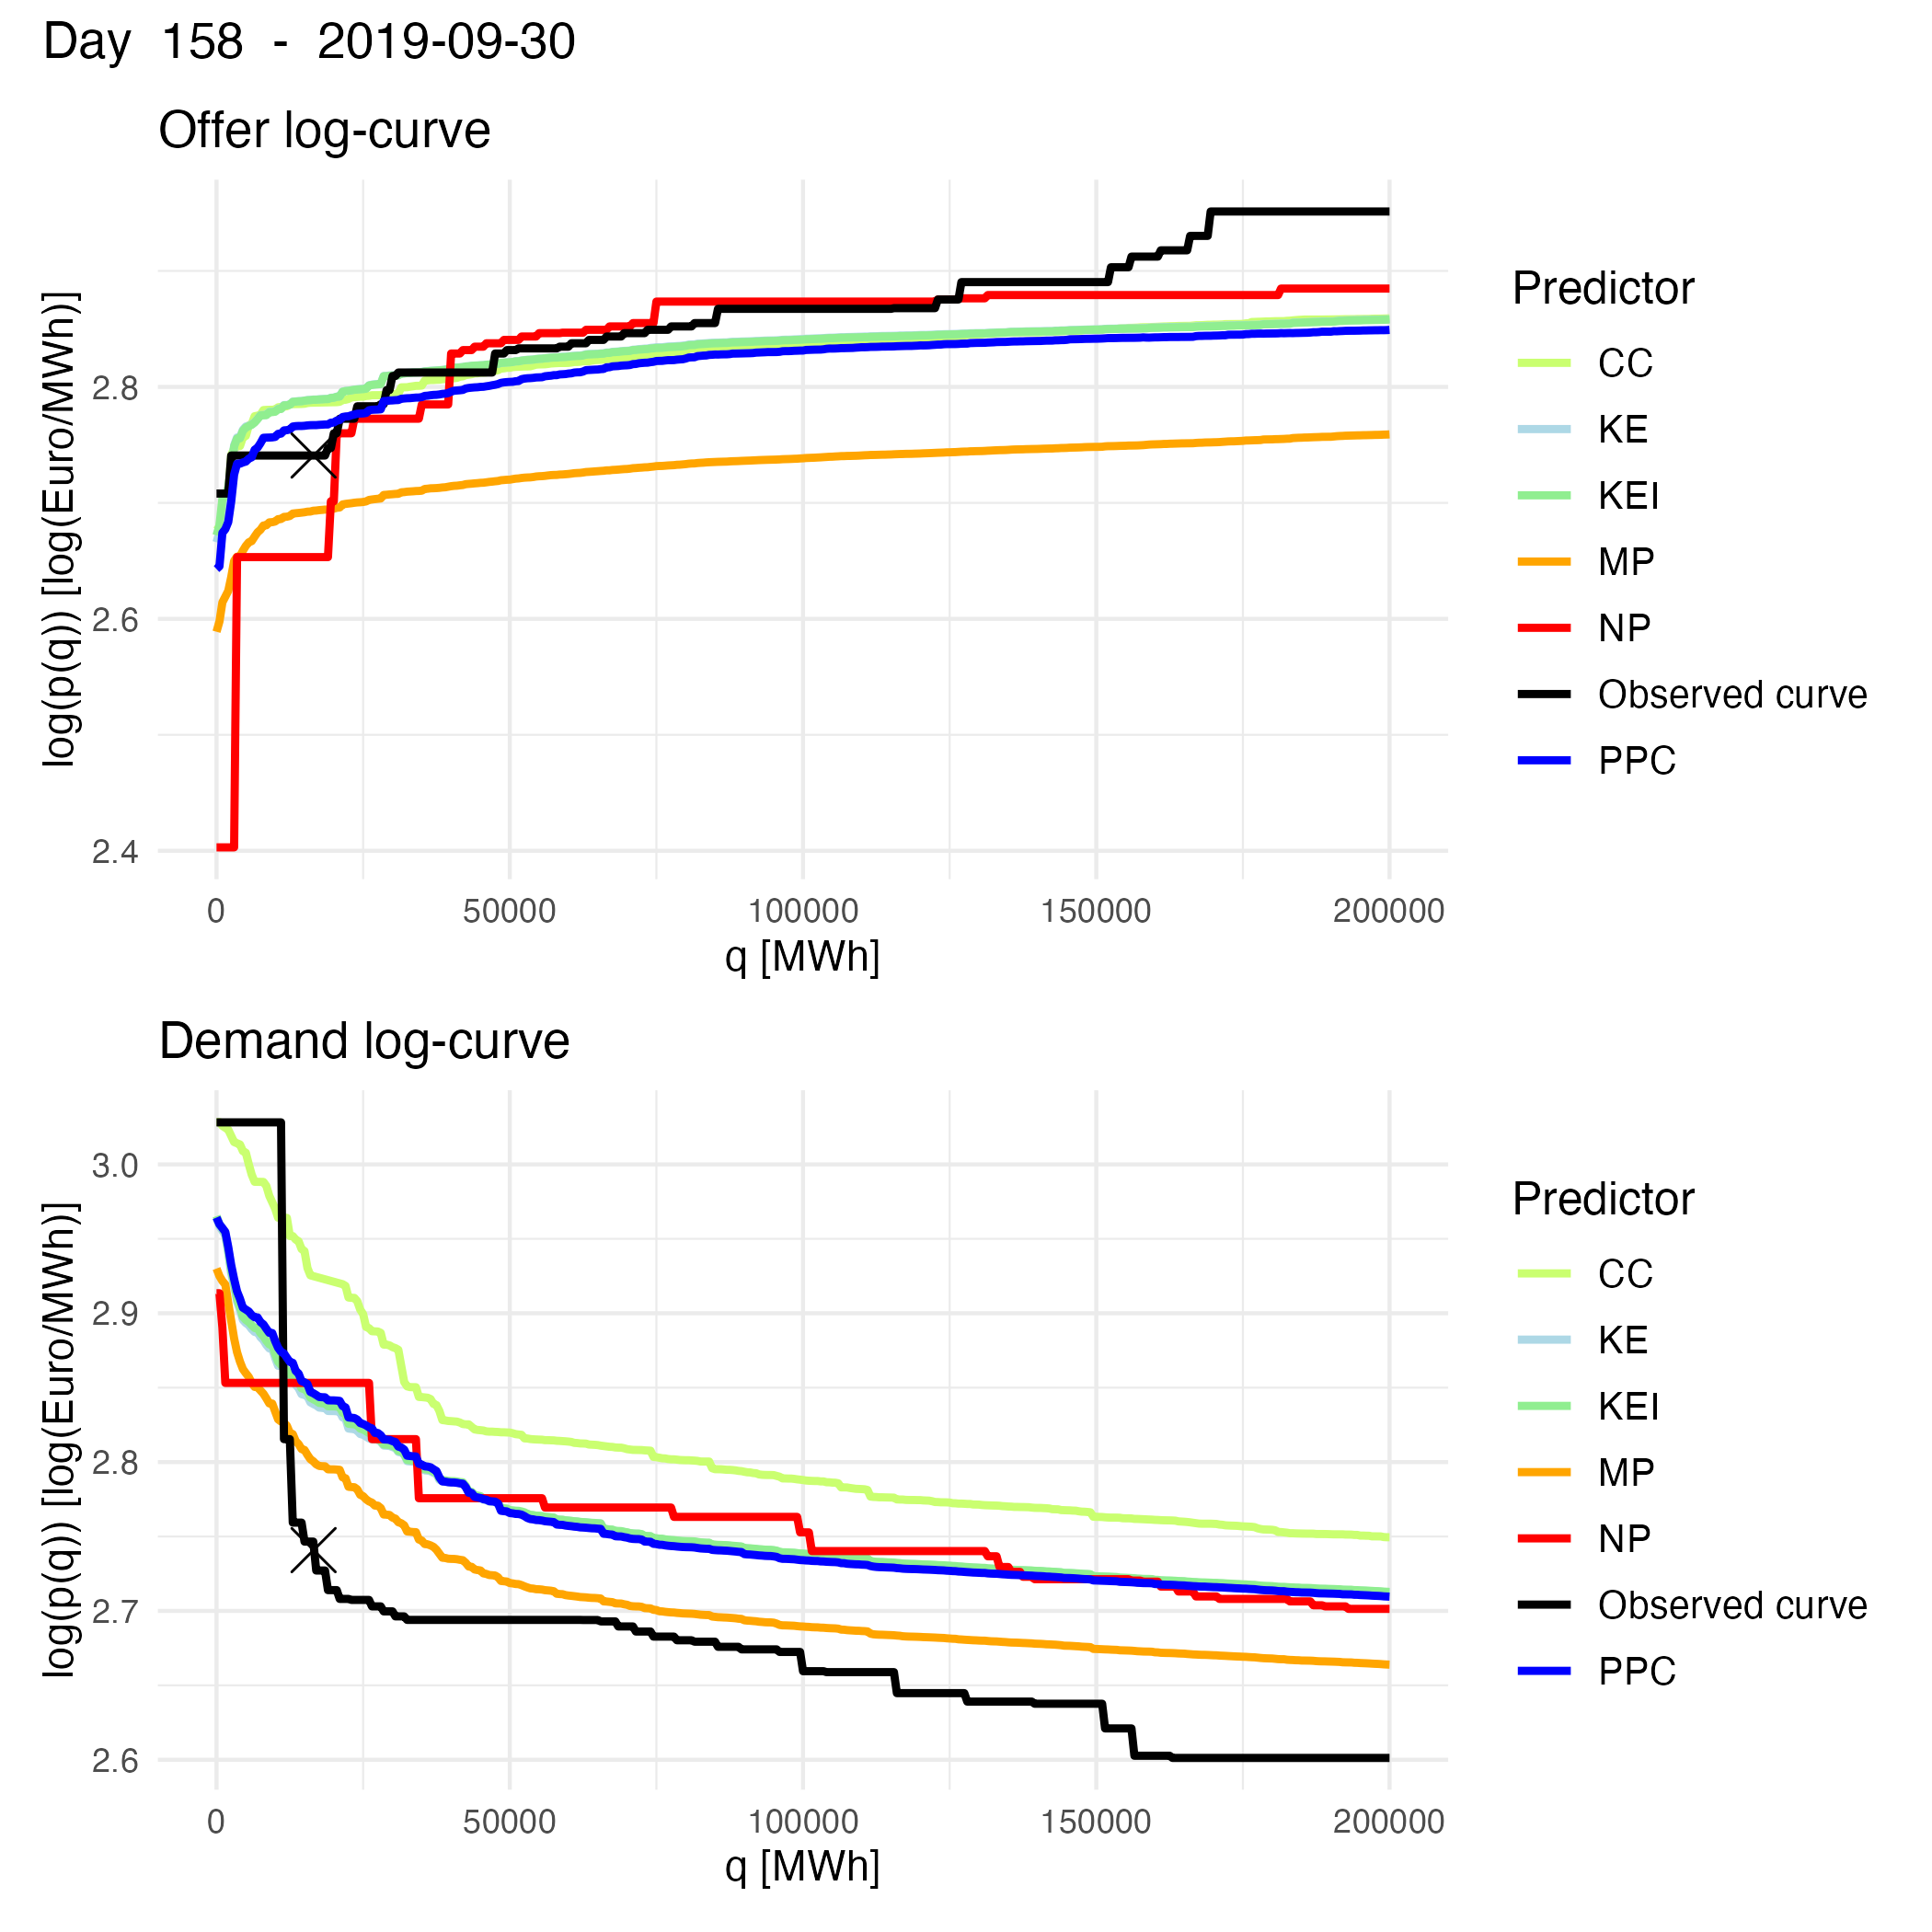 Day 158 - 2019-09-30
Offer log-curve
log(p(q)) [log(Euro/MWh)]
2.8
2.6
2.4
0 50000 100000 150000 200000
q [MWh]
Predictor
CC
KE
KEI
MP
NP
Observed curve
PPC
Demand log-curve
log(p(q)) [log(Euro/MWh)]
3.0
2.9
2.8
2.7
2.6
0 50000 100000 150000 200000
q [MWh]
Predictor
CC
KE
KEI
MP
NP
Observed curve
PPC